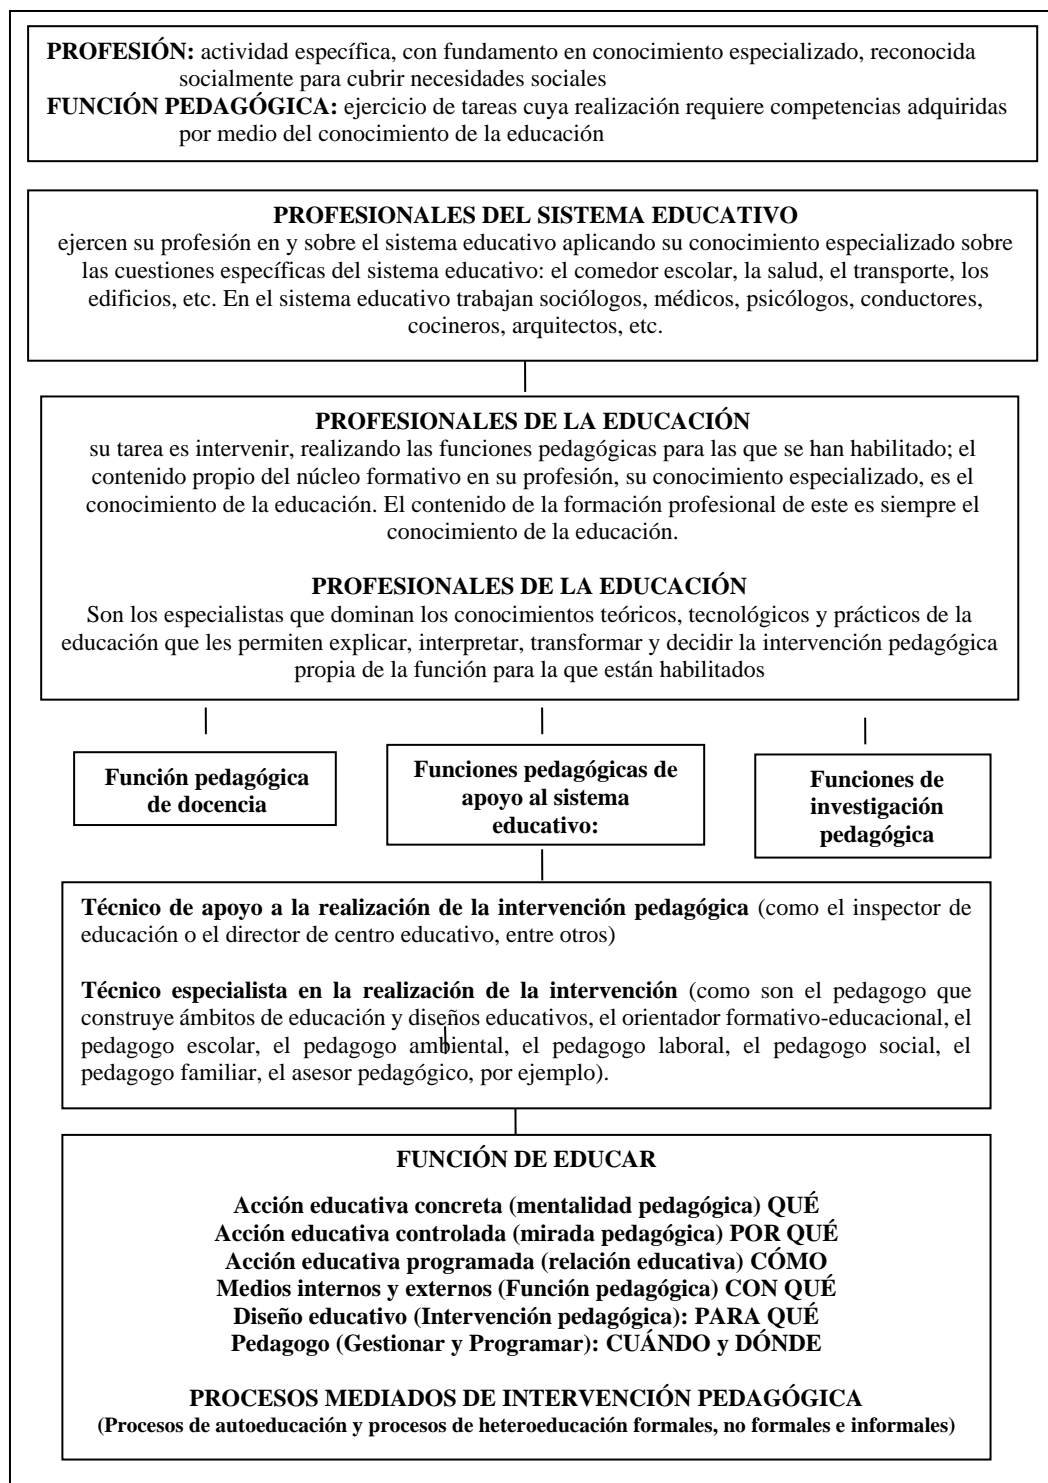 PROFESIÓN: actividad específica, con fundamento en conocimiento especializado, reconocida
socialmente para cubrir necesidades sociales
FUNCIÓN PEDAGÓGICA: ejercicio de tareas cuya realización requiere competencias adquiridas
por medio del conocimiento de la educación
PROFESIONALES DEL SISTEMA EDUCATIVO
ejercen su profesión en y sobre el sistema educativo aplicando su conocimiento especializado sobre
las cuestiones específicas del sistema educativo: el comedor escolar, la salud, el transporte, los
edificios, etc. En el sistema educativo trabajan sociólogos, médicos, psicólogos, conductores,
cocineros, arquitectos, etc.
PROFESIONALES DE LA EDUCACIÓN
su tarea es intervenir, realizando las funciones pedagógicas para las que se han habilitado; el
contenido propio del núcleo formativo en su profesión, su conocimiento especializado, es el
conocimiento de la educación. El contenido de la formación profesional de este es siempre el
conocimiento de la educación.
PROFESIONALES DE LA EDUCACIÓN
Son los especialistas que dominan los conocimientos teóricos, tecnológicos y prácticos de la
educación que les permiten explicar, interpretar, transformar y decidir la intervención pedagógica
propia de la función para la que están habilitados
Función pedagógica
de docencia
Funciones pedagógicas de
apoyo al sistema
educativo:
Funciones de
investigación
pedagógica
Técnico de apoyo a la realización de la intervención pedagógica (como el inspector de
educación o el director de centro educativo, entre otros)
Técnico especialista en la realización de la intervención (como son el pedagogo que
construye ámbitos de educación y diseños educativos, el orientador formativo-educacional, el
pedagogo escolar, el pedagogo ambiental, el pedagogo laboral, el pedagogo social, el
pedagogo familiar, el asesor pedagógico, por ejemplo).
FUNCIÓN DE EDUCAR
Acción educativa concreta (mentalidad pedagógica) QUÉ
Acción educativa controlada (mirada pedagógica) POR QUÉ
Acción educativa programada (relación educativa) CÓMO
Medios internos y externos (Función pedagógica) CON QUÉ
Diseño educativo (Intervención pedagógica): PARA QUÉ
Pedagogo (Gestionar y Programar): CUÁNDO y DÓNDE
PROCESOS MEDIADOS DE INTERVENCIÓN PEDAGÓGICA
(Procesos de autoeducación y procesos de heteroeducación formales, no formales e informales)